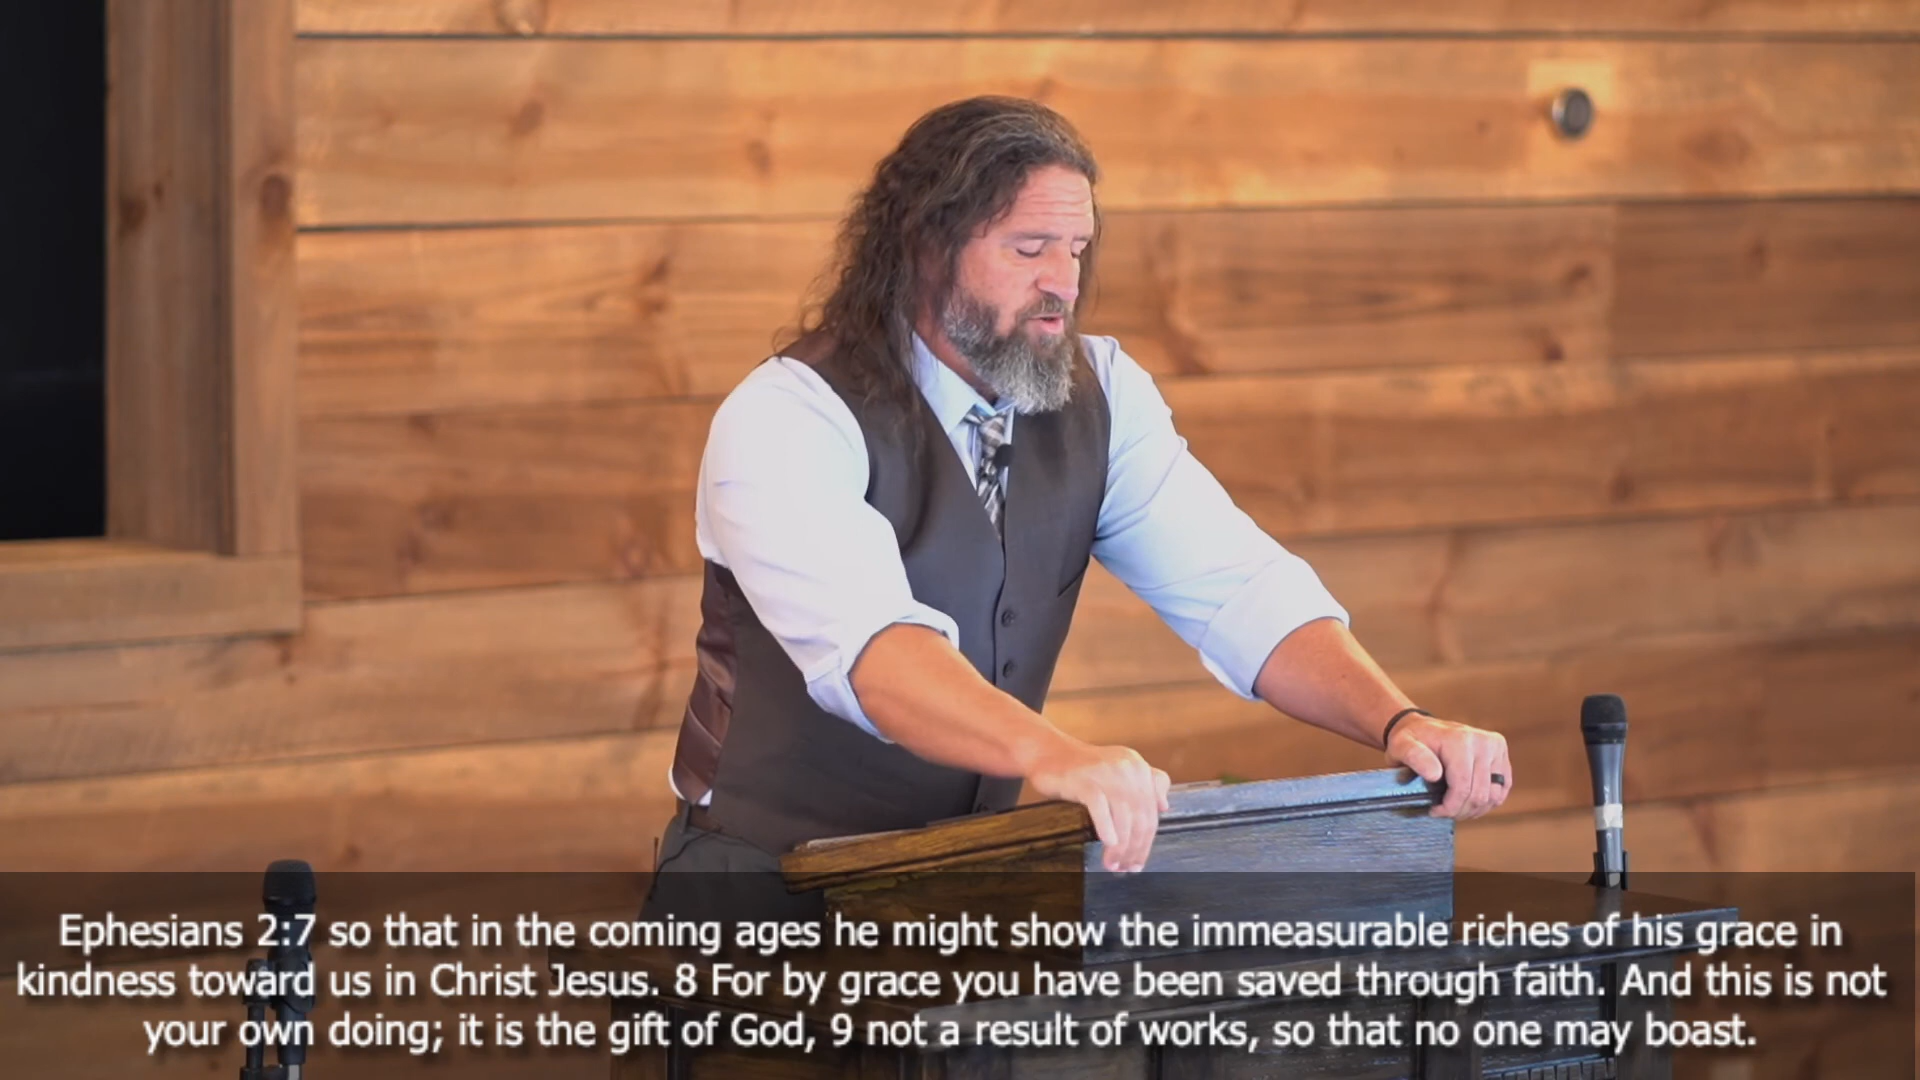 Ephesians 2:7 so that in the coming ages he might show the immeasurable riches of his grace in
kindness toward us in Christ Jesus. 8 For by grace you have been saved through faith. And this is not
your own doing; it is the gift of God, 9 not a result of works, so that no one may boast.